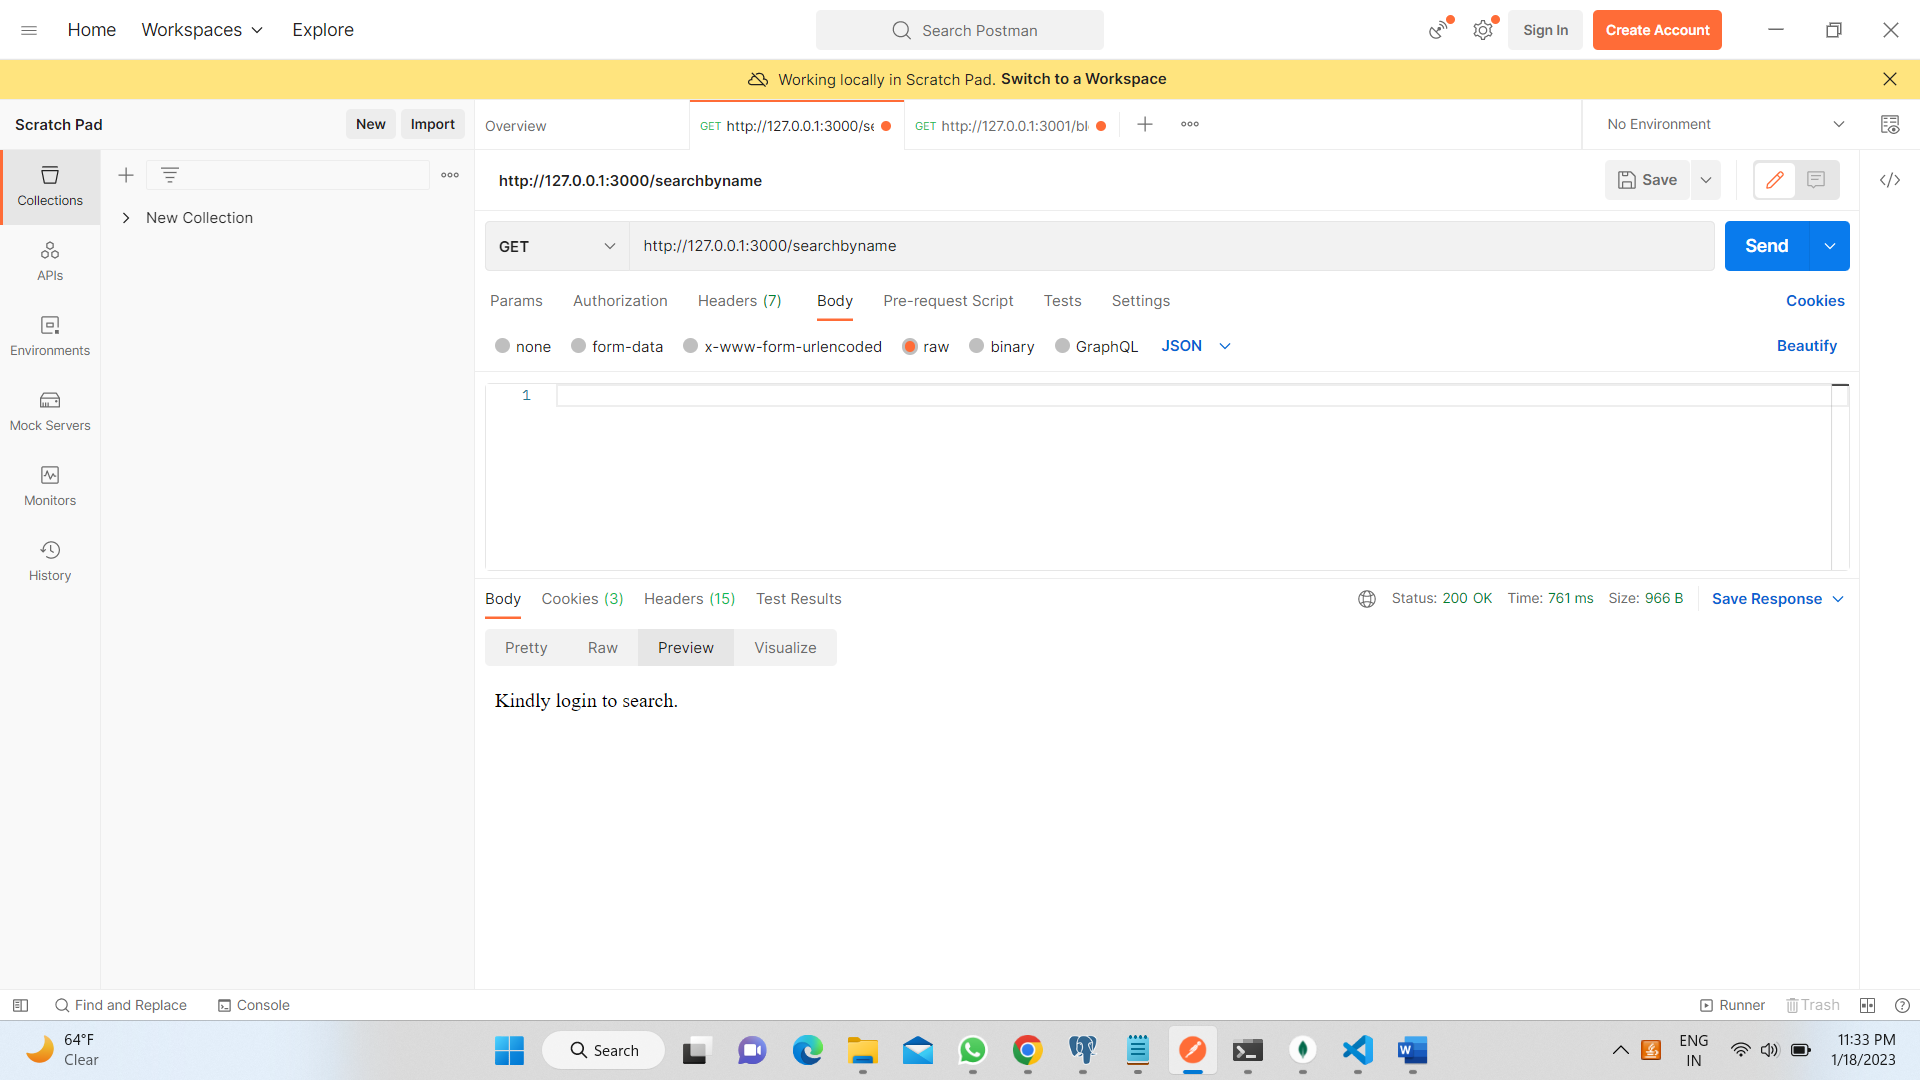 Home Workspaces Explore
Search Postman
Sign In Create Account
Working locally in Scratch Pad. Switch to a Workspace
Scratch Pad New Import
Overview GET http://127.0.0.1:3000/se GET http://127.0.0.1:3001/bl
No Environment
Collections
New Collection
APIs
Environments
Mock Servers
Monitors
History
http://127.0.0.1:3000/searchbyname
Save
GET http://127.0.0.1:3000/searchbyname Send
Params Authorization Headers (7) Body Pre-request Script Tests Settings Cookies
none form-data x-www-form-urlencoded raw binary GraphQL JSON Beautify
1
Body Cookies (3) Headers (15) Test Results Status: 200 OK Time: 761 ms Size: 966 B Save Response
Pretty Raw Preview Visualize
Kindly login to search.
Find and Replace Console Runner Trash
64°F
Clear
Search
ENG
IN
11:33 PM
1/18/2023